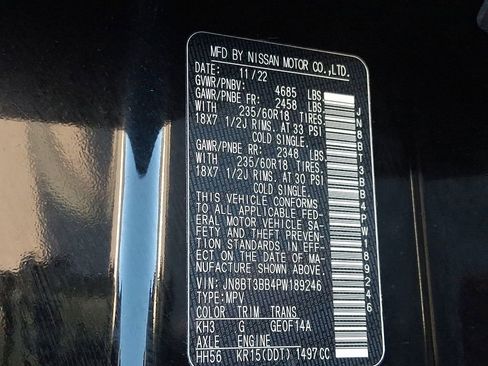 MFD BY NISSAN MOTOR CO.,LTD.
DATE: 11/22
GVWR/PNBV: 4685 LBS
GAWR/PNBE FR: 2458 LBS
WITH 235/60R18 TIRES.
18X7 1/2J RIMS. AT 33 PSI
COLD SINGLE.
GAWR/PNBE RR: 2348 LBS
WITH 235/60R18 TIRES.
18X7 1/2J RIMS. AT 30 PSI
COLD SINGLE.
THIS VEHICLE CONFORMS
TO ALL APPLICABLE FED-
ERAL MOTOR VEHICLE SA-
FETY AND THEFT PREVEN-
TION STANDARDS IN EFF-
ECT ON THE DATE OF MA-
NUFACTURE SHOWN ABOVE.
VIN: JN8BT3BB4PW189246
TYPE: MPV
COLOR TRIM TRANS
KH3 G GEOF14A
AXLE ENGINE
HH56 KR15(DDT) 1497CC
JN8BT3BB4PW189246